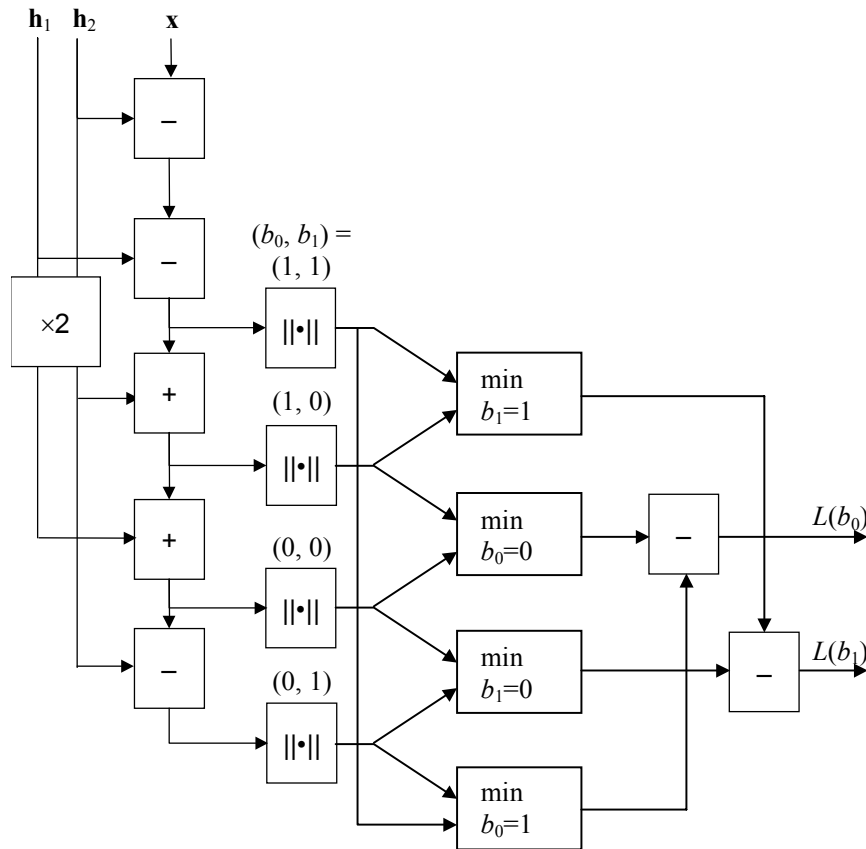 h₁ h₂ x
–
–
(b₀, b₁) =
(1, 1)
×2
||•||
min
b₁=1
+
(1, 0)
||•||
min
b₀=0
–
L(b₀)
+
(0, 0)
||•||
min
b₁=0
–
L(b₁)
–
(0, 1)
||•||
min
b₀=1